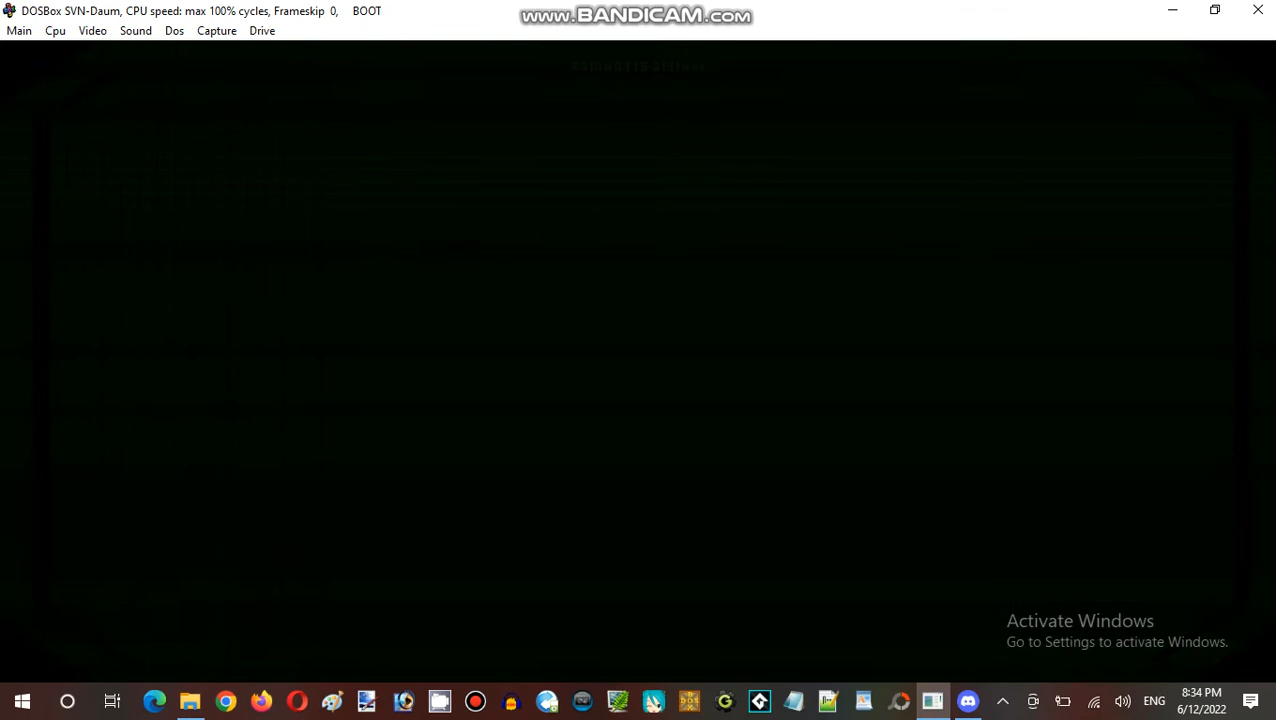 DOSBox SVN-Daum, CPU speed: max 100% cycles, Frameskip 0, BOOT
www.BANDICAM.com
Main Cpu Video Sound Dos Capture Drive
Activate Windows
Go to Settings to activate Windows.
ENG
8:34 PM
6/12/2022